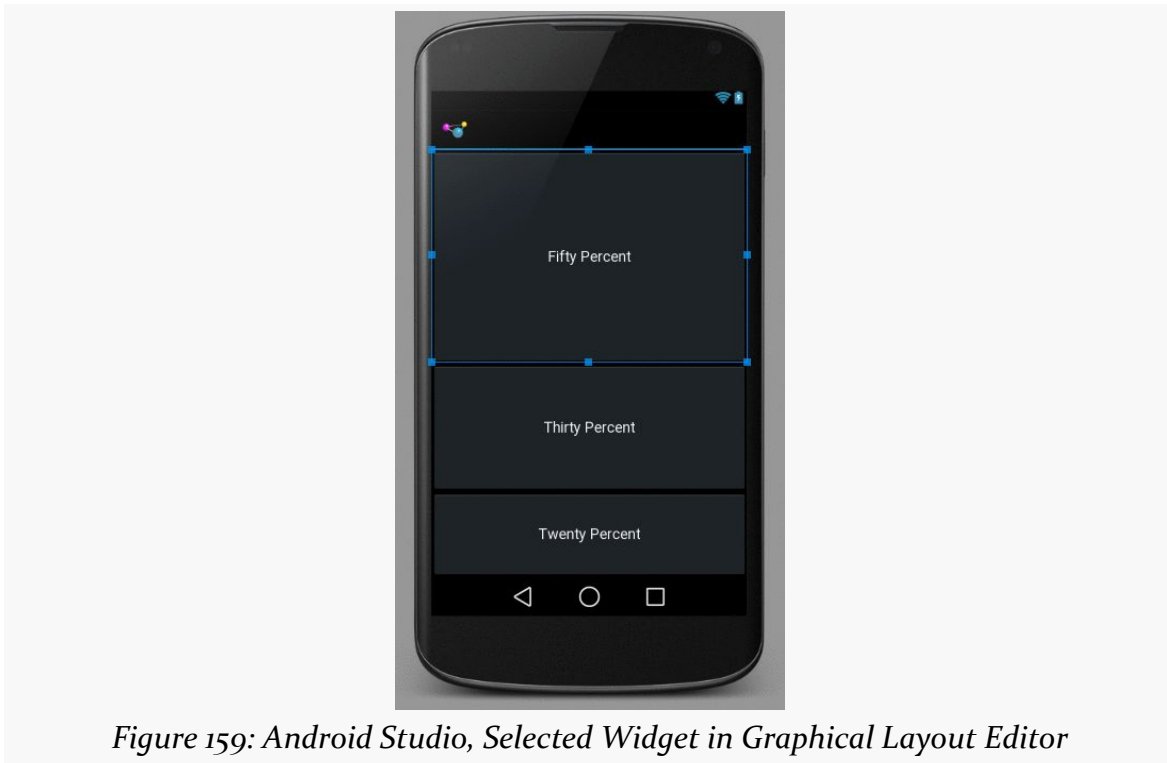 Fifty Percent
Thirty Percent
Twenty Percent
Figure 159: Android Studio, Selected Widget in Graphical Layout Editor